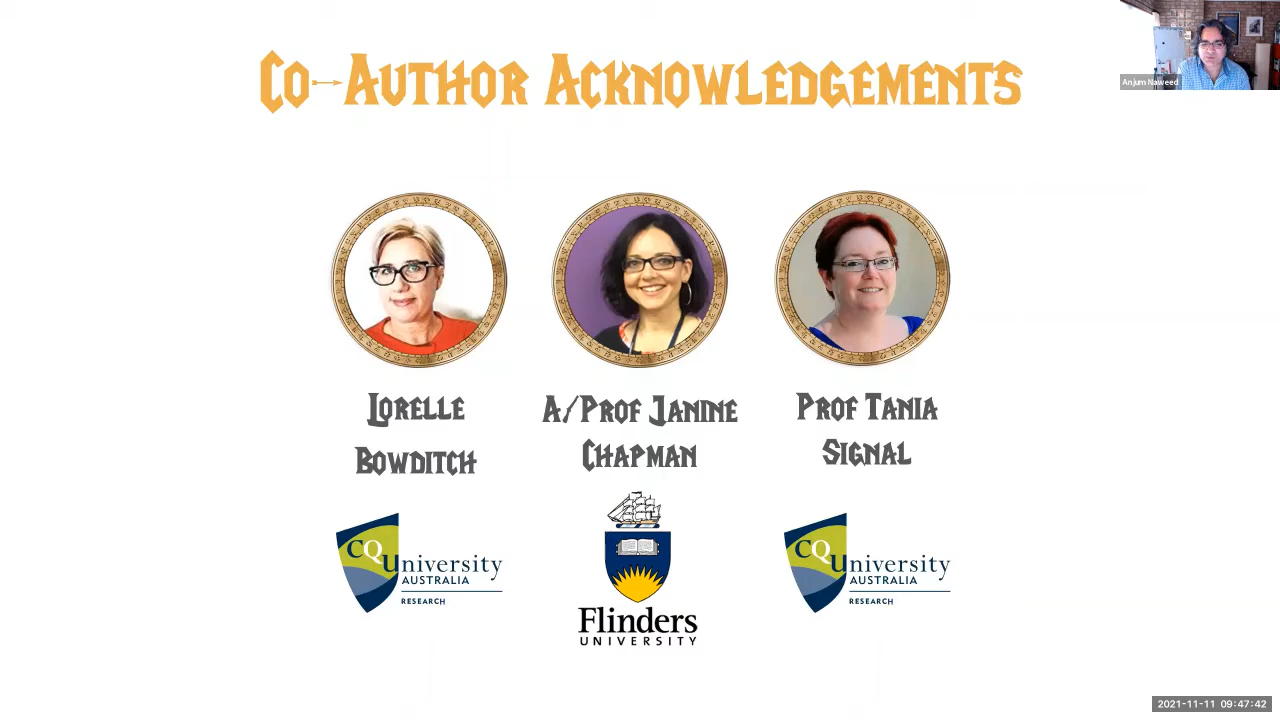 Co-Author Acknowledgements
Anjum Naweed
Lorelle
Bowditch
A/Prof Janine
Chapman
Prof Tania
Signal
CQUniversity
AUSTRALIA
RESEARCH
Flinders
UNIVERSITY
CQUniversity
AUSTRALIA
RESEARCH
2021-11-11 09:47:42